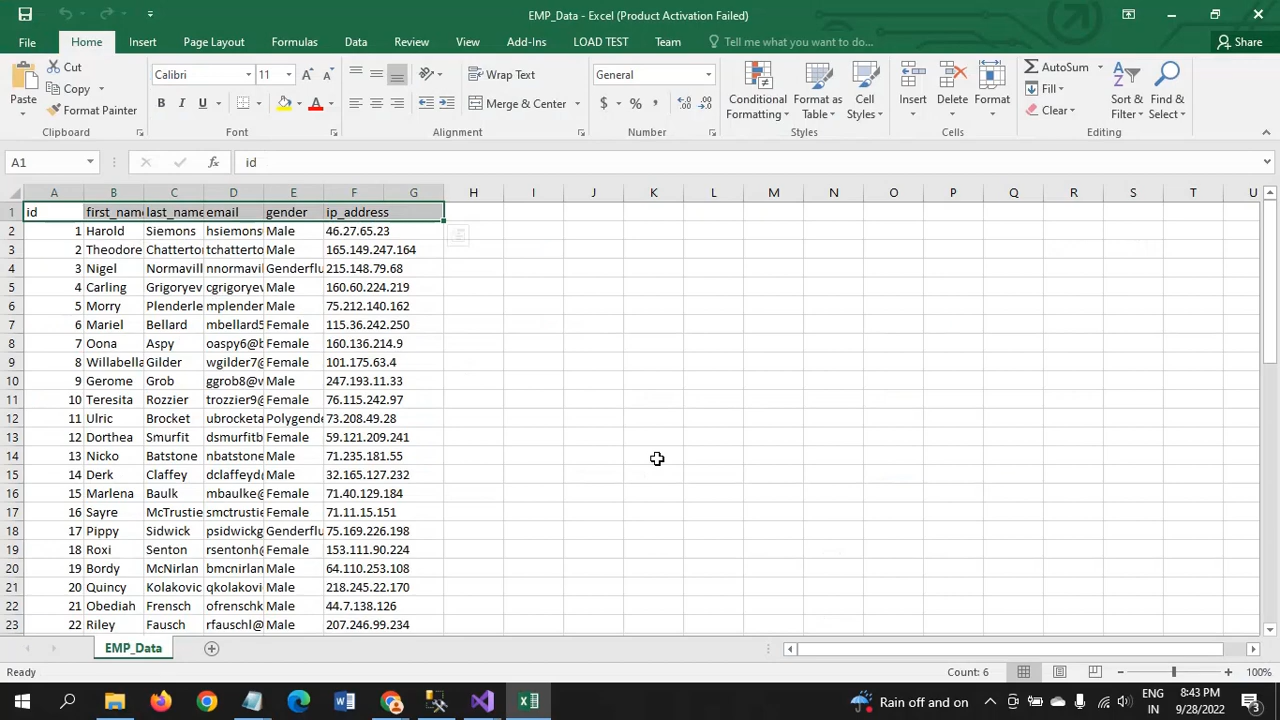 EMP_Data - Excel (Product Activation Failed)
File Home Insert Page Layout Formulas Data Review View Add-Ins LOAD TEST Team Tell me what you want to do... Share
Paste Cut Copy Format Painter Clipboard
Calibri 11 B I U A A A Font
Wrap Text Merge & Center Alignment
General $ % , Number
Conditional Formatting Format as Table Cell Styles Styles
Insert Delete Format Cells
AutoSum Fill Clear Sort & Filter Find & Select Editing
A1 fx id
A B C D E F G H I J K L M N O P Q R S T U
1 id first_name last_name email gender ip_address
2 1 Harold Siemons hsiemons Male 46.27.65.23
3 2 Theodore Chatterto tchatterto Male 165.149.247.164
4 3 Nigel Normavill nnormavil Genderflu 215.148.79.68
5 4 Carling Grigoryev cgrigoryev Male 160.60.224.219
6 5 Morry Plenderle mplender Male 75.212.140.162
7 6 Mariel Bellard mbellard5 Female 115.36.242.250
8 7 Oona Aspy oaspy6@b Female 160.136.214.9
9 8 Willabella Gilder wgilder7@ Female 101.175.63.4
10 9 Gerome Grob ggrob8@w Male 247.193.11.33
11 10 Teresita Rozzier trozzier9@ Female 76.115.242.97
12 11 Ulric Brocket ubrocketa Polygende 73.208.49.28
13 12 Dorthea Smurfit dsmurfitb Female 59.121.209.241
14 13 Nicko Batstone nbatstone Male 71.235.181.55
15 14 Derk Claffey dclaffeyd Male 32.165.127.232
16 15 Marlena Baulk mbaulke@ Female 71.40.129.184
17 16 Sayre McTrustie smctrustie Female 71.11.15.151
18 17 Pippy Sidwick psidwickg Genderflu 75.169.226.198
19 18 Roxi Senton rsentonh@ Female 153.111.90.224
20 19 Bordy McNirlan bmcnirlan Male 64.110.253.108
21 20 Quincy Kolakovic qkolakovi Male 218.245.22.170
22 21 Obediah Frensch ofrenschk Male 44.7.138.126
23 22 Riley Fausch rfauschl@ Male 207.246.99.234
EMP_Data
Ready Count: 6 100%
Rain off and on ENG IN 8:43 PM 9/28/2022 3